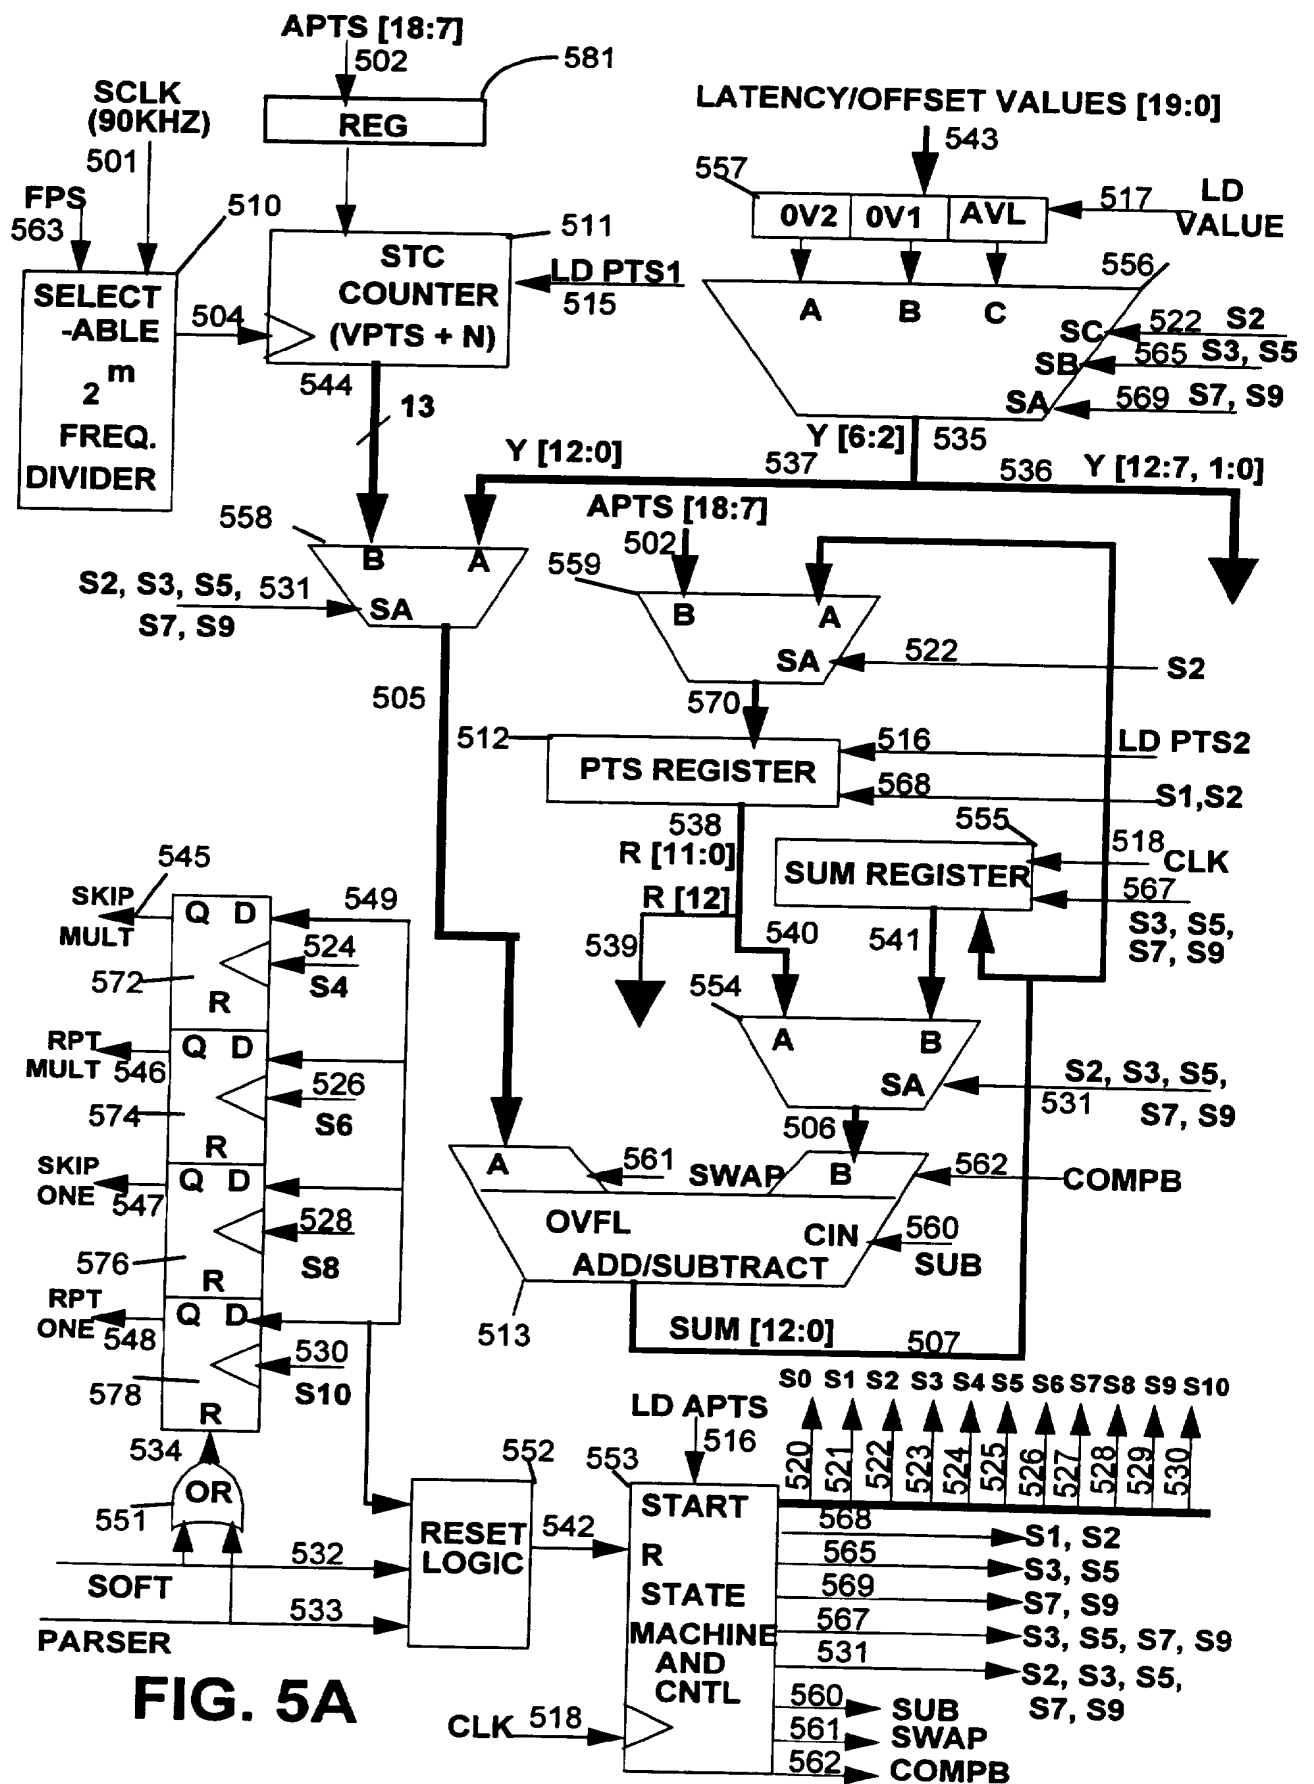 APTS [18:7]
502
581
REG
SCLK
(90KHZ)
501
FPS
563
510
SELECT
-ABLE
2 m
FREQ.
DIVIDER
504
STC
COUNTER
(VPTS + N)
511
LD PTS1
515
544
13
LATENCY/OFFSET VALUES [19:0]
543
557
0V2
0V1
AVL
517
LD
VALUE
556
A
B
C
SC
522
S2
SB
565
S3, S5
SA
569
S7, S9
Y [6:2]
535
Y [12:0]
537
536
Y [12:7, 1:0]
558
B
A
SA
S2, S3, S5,
531
S7, S9
505
APTS [18:7]
502
559
B
A
SA
522
S2
570
512
PTS REGISTER
516
LD PTS2
568
S1,S2
538
R [11:0]
R [12]
539
540
555
SUM REGISTER
518
CLK
567
S3, S5,
S7, S9
541
554
A
B
SA
S2, S3, S5,
531
S7, S9
506
A
561
SWAP
B
562
COMPB
OVFL
CIN
560
SUB
ADD/SUBTRACT
513
SUM [12:0]
507
545
SKIP
MULT
Q D
549
524
S4
572
R
RPT
MULT
546
Q D
526
S6
574
R
SKIP
ONE
547
Q D
528
S8
576
R
RPT
ONE
548
Q D
530
S10
578
R
534
OR
551
532
SOFT
533
PARSER
552
RESET
LOGIC
542
LD APTS
516
553
START
R
STATE
MACHINE
AND
CNTL
CLK
518
S0 S1 S2 S3 S4 S5 S6 S7 S8 S9 S10
520 521 522 523 524 525 526 527 528 529 530
568
S1, S2
565
S3, S5
569
S7, S9
567
S3, S5, S7, S9
531
S2, S3, S5,
S7, S9
560
SUB
561
SWAP
562
COMPB
FIG. 5A